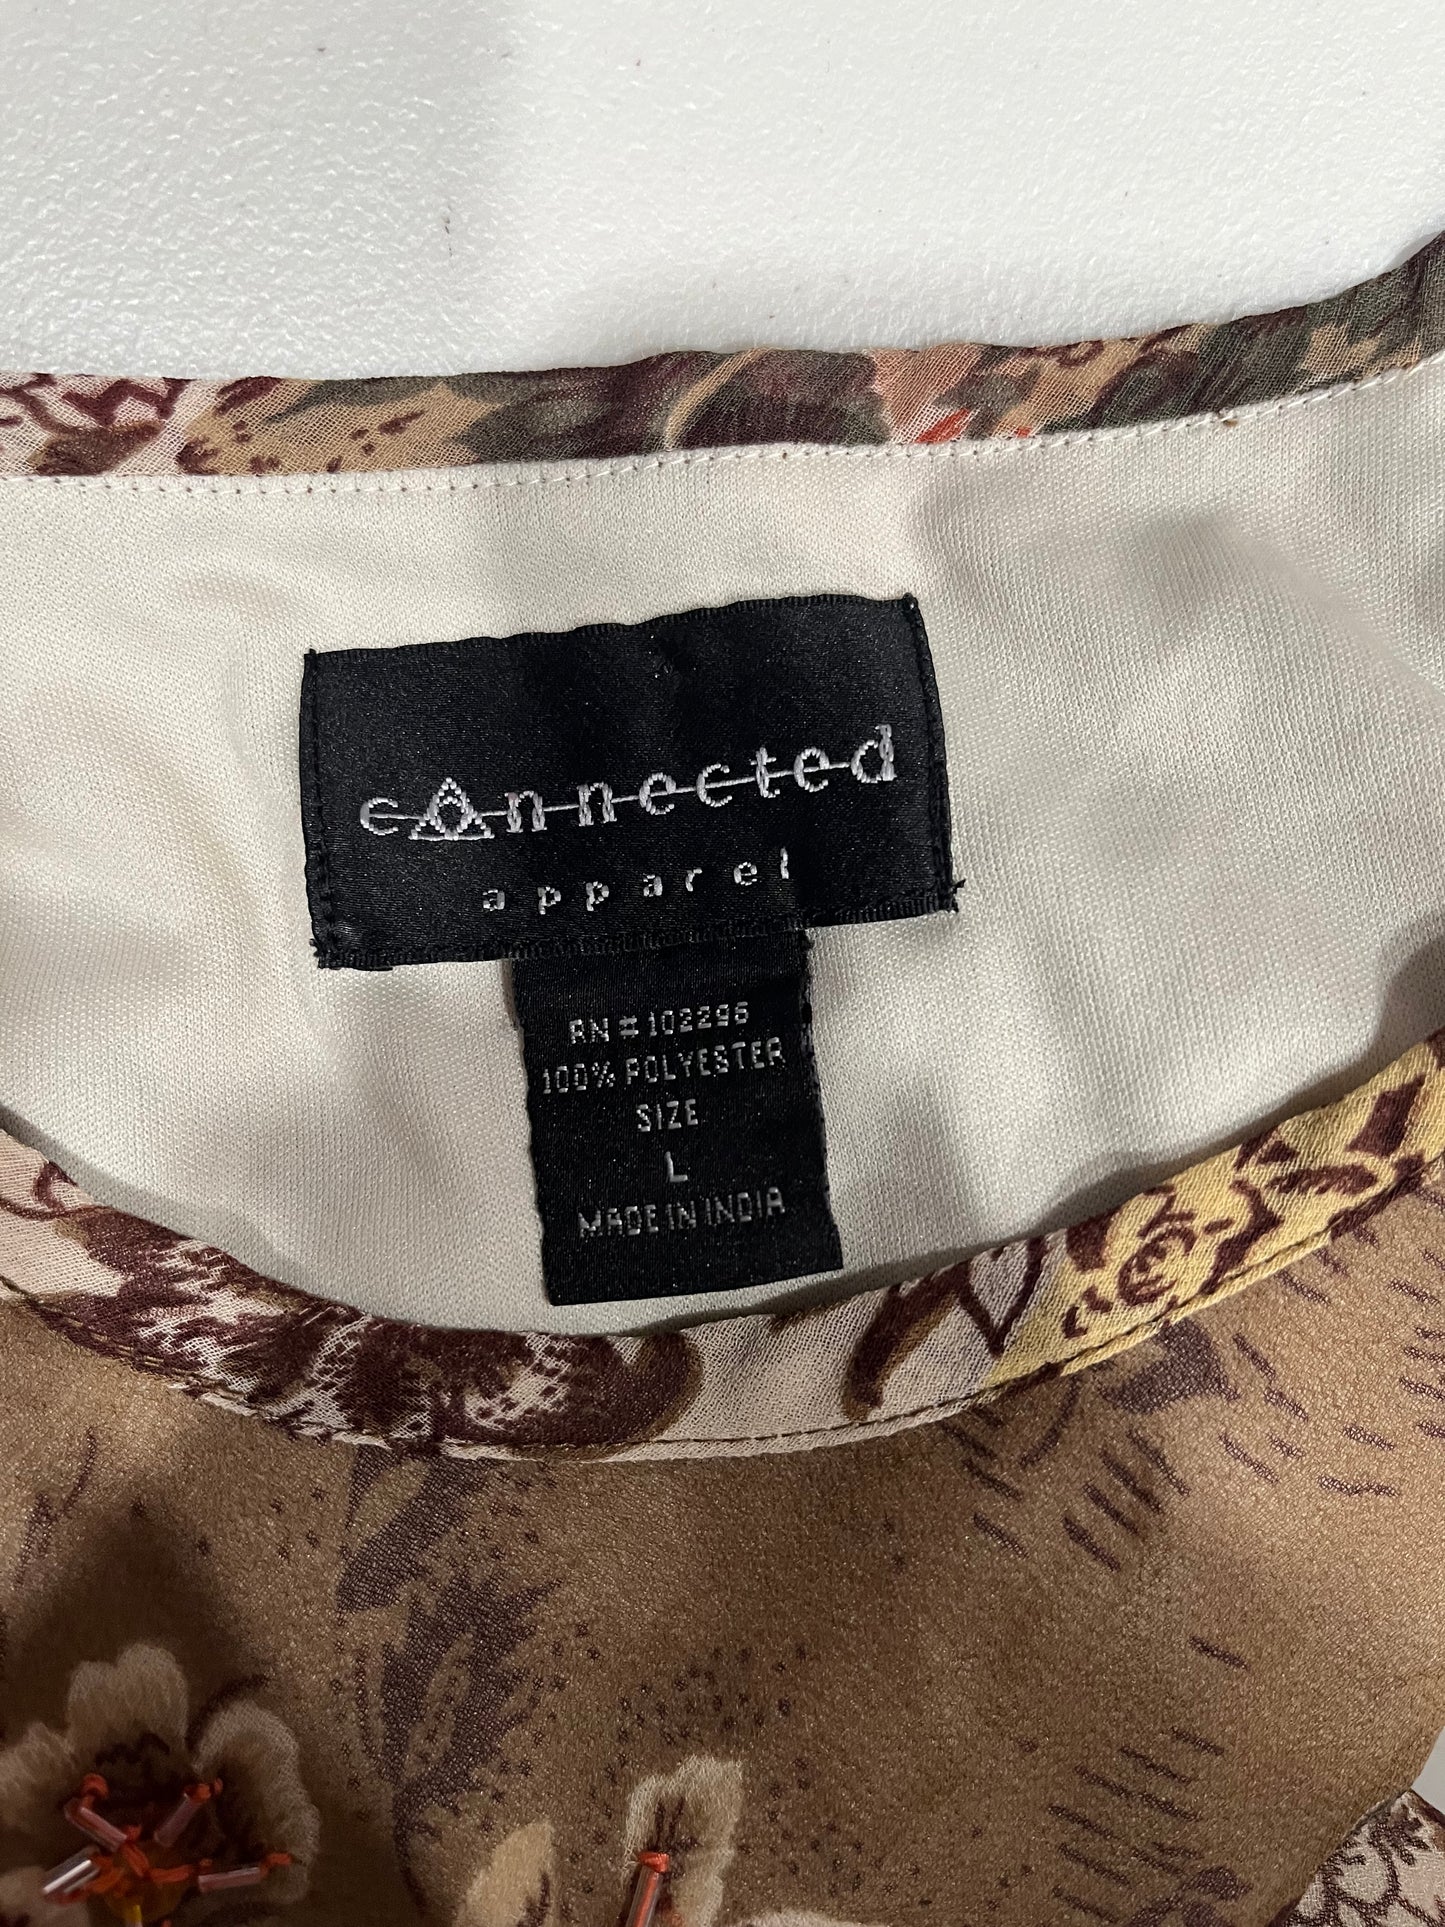 connected
apparel
RN # 102296
100% POLYESTER
SIZE
L
MADE IN INDIA